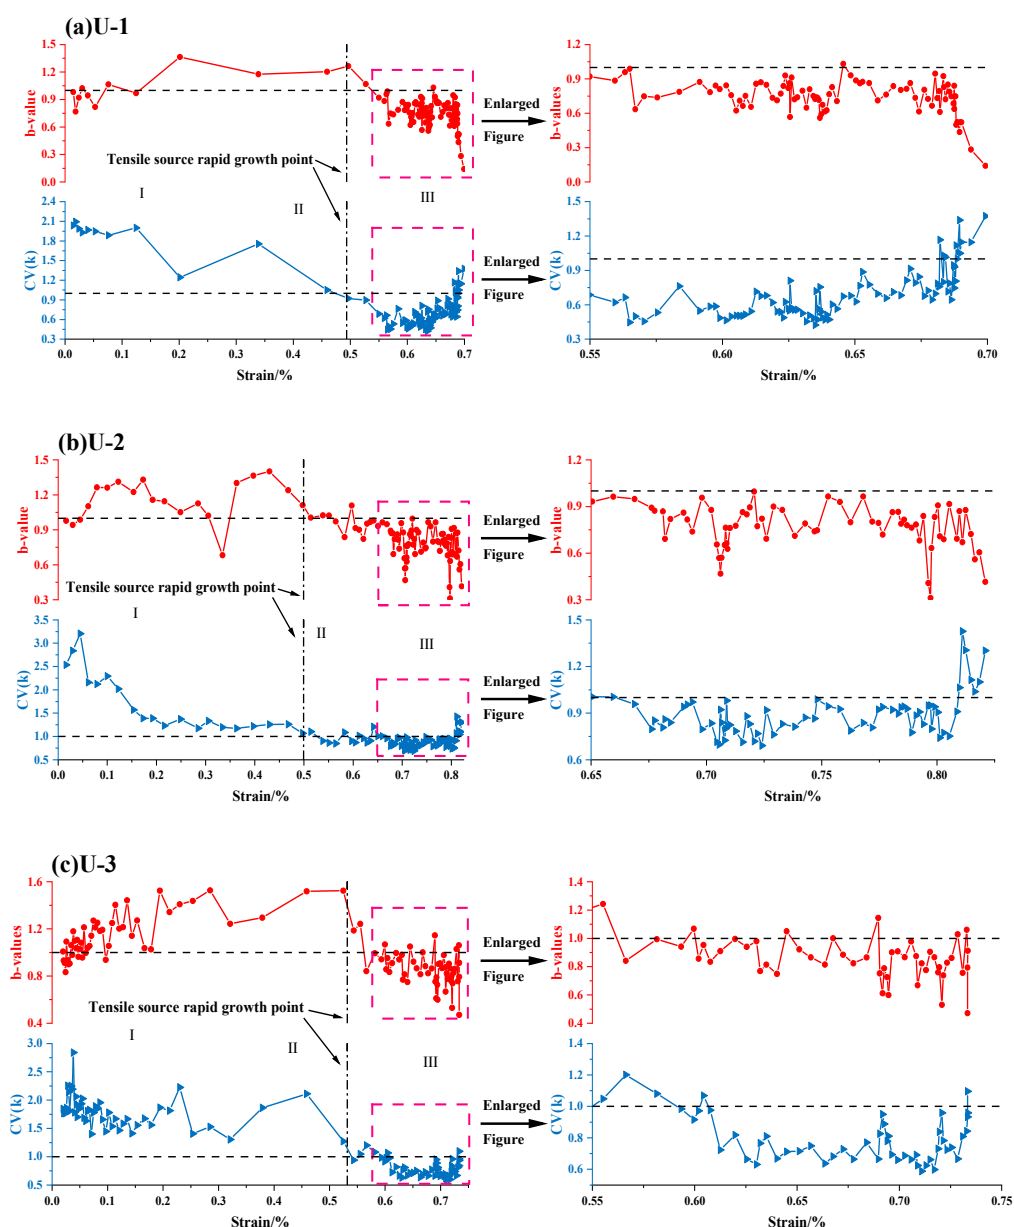 (a)U-1
1.5
1.2
0.9
0.6
0.3
0.0
b-value
Tensile source rapid growth point
I
II
III
2.4
2.1
1.8
1.5
1.2
0.9
0.6
0.3
CV(k)
0.0
0.1
0.2
0.3
0.4
0.5
0.6
0.7
Strain/%
Enlarged
Figure
Enlarged
Figure
1.2
0.9
0.6
0.3
0.0
b-values
1.5
1.2
0.9
0.6
0.3
CV(k)
0.55
0.60
0.65
0.70
Strain/%
(b)U-2
1.5
1.2
0.9
0.6
0.3
b-value
Tensile source rapid growth point
I
II
III
3.5
3.0
2.5
2.0
1.5
1.0
0.5
CV(k)
0.0
0.1
0.2
0.3
0.4
0.5
0.6
0.7
0.8
Strain/%
Enlarged
Figure
Enlarged
Figure
1.2
0.9
0.6
0.3
b-value
1.5
1.2
0.9
0.6
CV(k)
0.65
0.70
0.75
0.80
Strain/%
(c)U-3
1.6
1.2
0.8
0.4
b-values
Tensile source rapid growth point
I
II
III
3.0
2.5
2.0
1.5
1.0
0.5
CV(k)
0.0
0.1
0.2
0.3
0.4
0.5
0.6
0.7
0.8
Strain/%
Enlarged
Figure
Enlarged
Figure
1.4
1.2
1.0
0.8
0.6
0.4
b-values
1.4
1.2
1.0
0.8
0.6
CV(k)
0.55
0.60
0.65
0.70
0.75
Strain/%